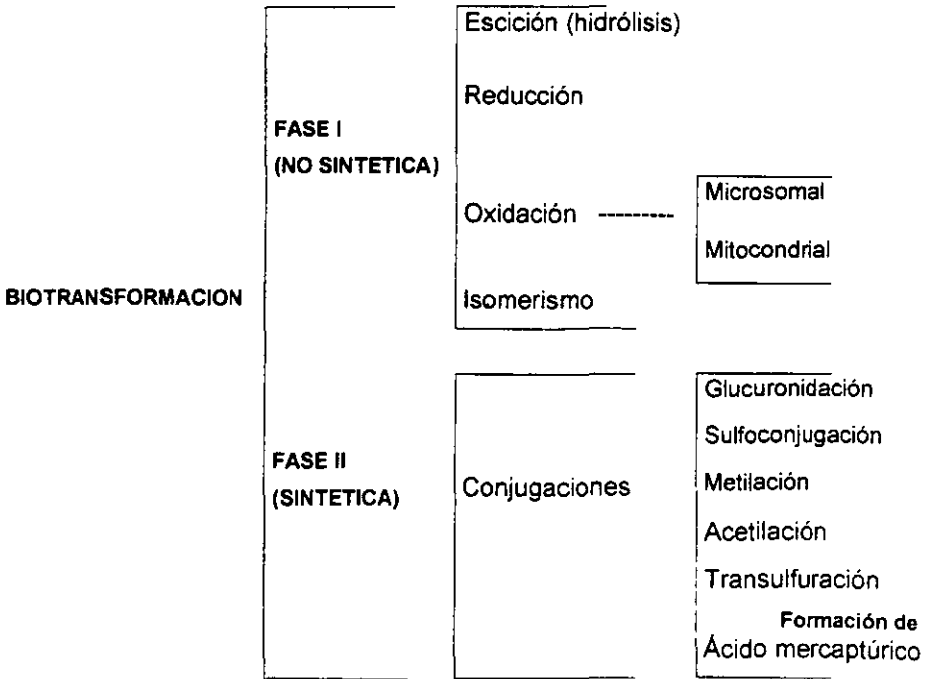 BIOTRANSFORMACION
FASE I
(NO SINTETICA)
Escición (hidrólisis)
Reducción
Oxidación ---------
Microsomal
Mitocondrial
Isomerismo
FASE II
(SINTETICA)
Conjugaciones
Glucuronidación
Sulfoconjugación
Metilación
Acetilación
Transulfuración
Formación de
Ácido mercaptúrico